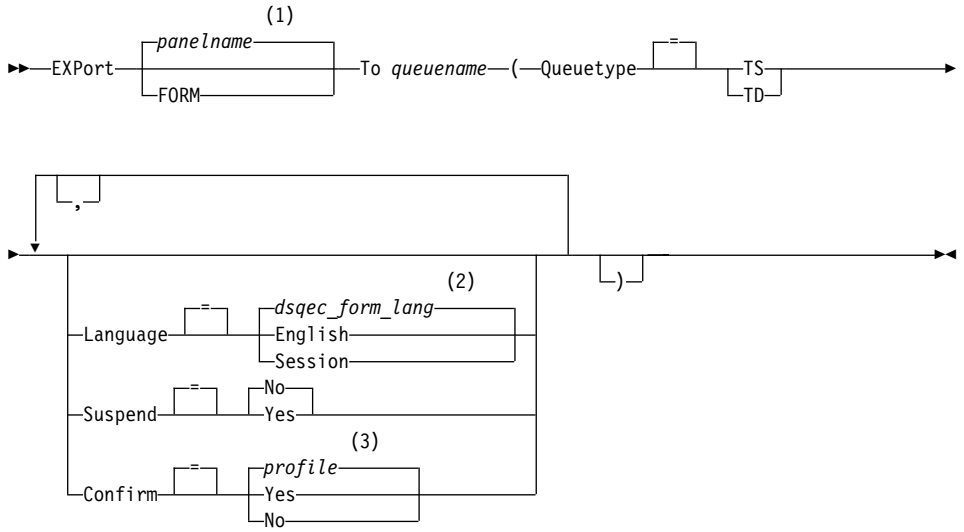 (1)
panelname
EXPort To queuename ( Queuetype = TS
FORM TD
,
(2)
= dsqec_form_lang
Language English
Session
= No
Suspend Yes
(3)
= profile
Confirm Yes
No
)